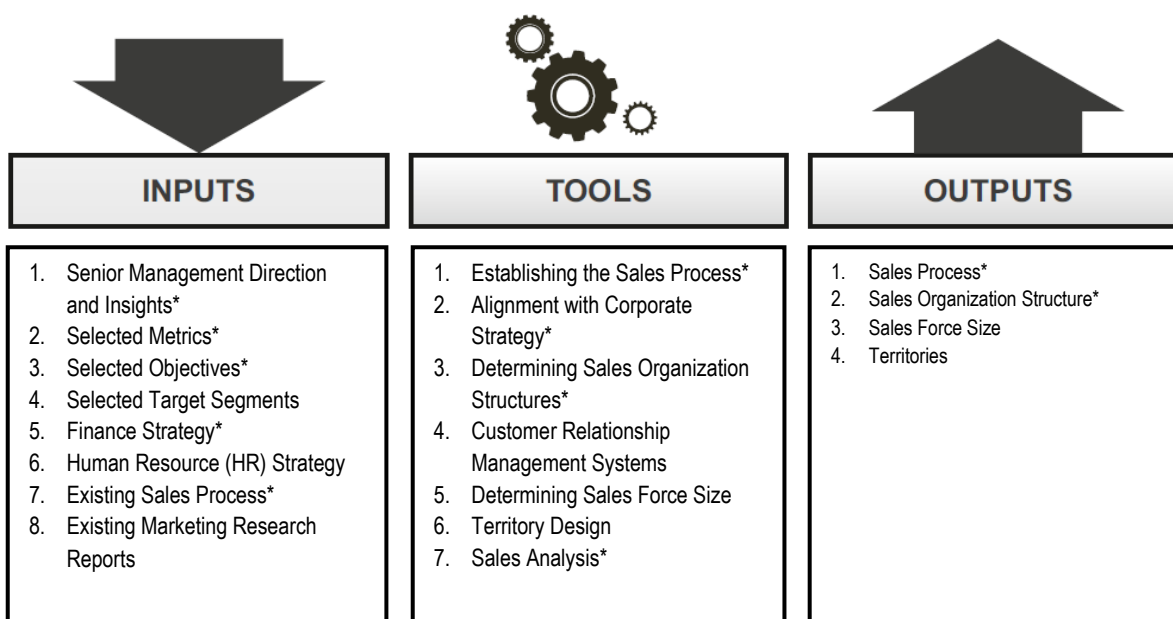 INPUTS
1. Senior Management Direction
and Insights*
2. Selected Metrics*
3. Selected Objectives*
4. Selected Target Segments
5. Finance Strategy*
6. Human Resource (HR) Strategy
7. Existing Sales Process*
8. Existing Marketing Research
Reports
TOOLS
1. Establishing the Sales Process*
2. Alignment with Corporate
Strategy*
3. Determining Sales Organization
Structures*
4. Customer Relationship
Management Systems
5. Determining Sales Force Size
6. Territory Design
7. Sales Analysis*
OUTPUTS
1. Sales Process*
2. Sales Organization Structure*
3. Sales Force Size
4. Territories